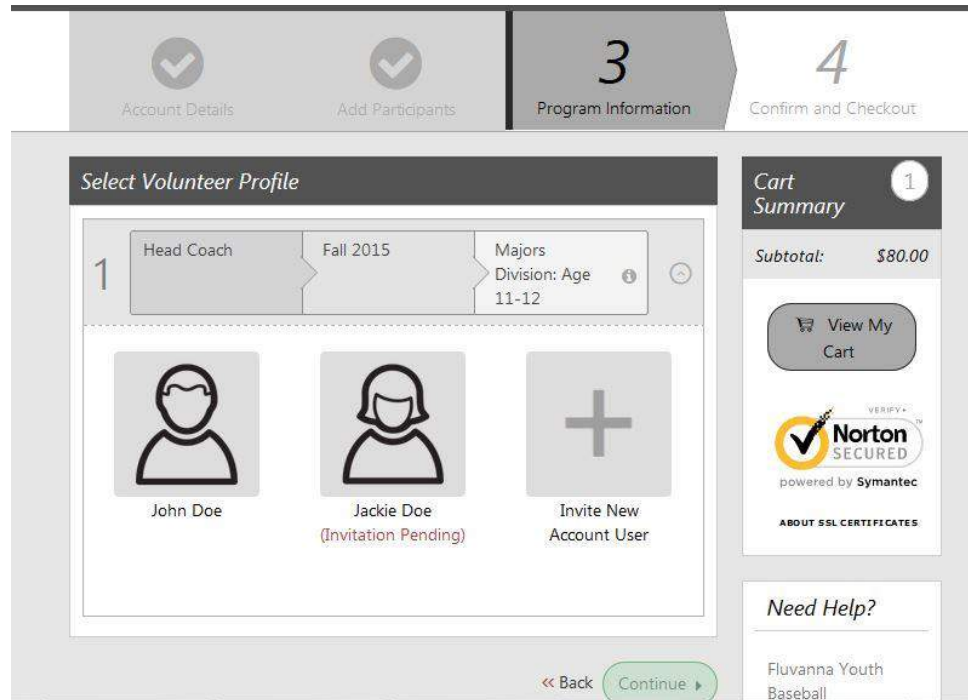 3
4
Account Details
Add Participants
Program Information
Confirm and Checkout
Select Volunteer Profile
1
Head Coach
Fall 2015
Majors
Division: Age
11-12
John Doe
Jackie Doe
(Invitation Pending)
Invite New
Account User
« Back
Continue
Cart
Summary
1
Subtotal: $80.00
View My
Cart
VERIFY
Norton
SECURED
TM
powered by Symantec
ABOUT SSL CERTIFICATES
Need Help?
Fluvanna Youth
Baseball